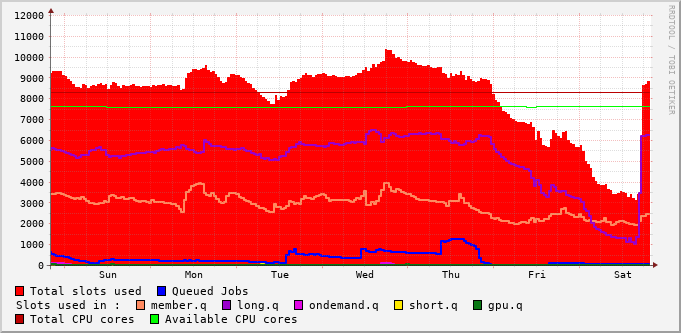 12000
11000
10000
9000
8000
7000
6000
5000
4000
3000
2000
1000
0
Sun Mon Tue Wed Thu Fri Sat
RRDTOOL / TOBI OETIKER
Total slots used Queued Jobs
Slots used in : member.q long.q ondemand.q short.q gpu.q
Total CPU cores Available CPU cores